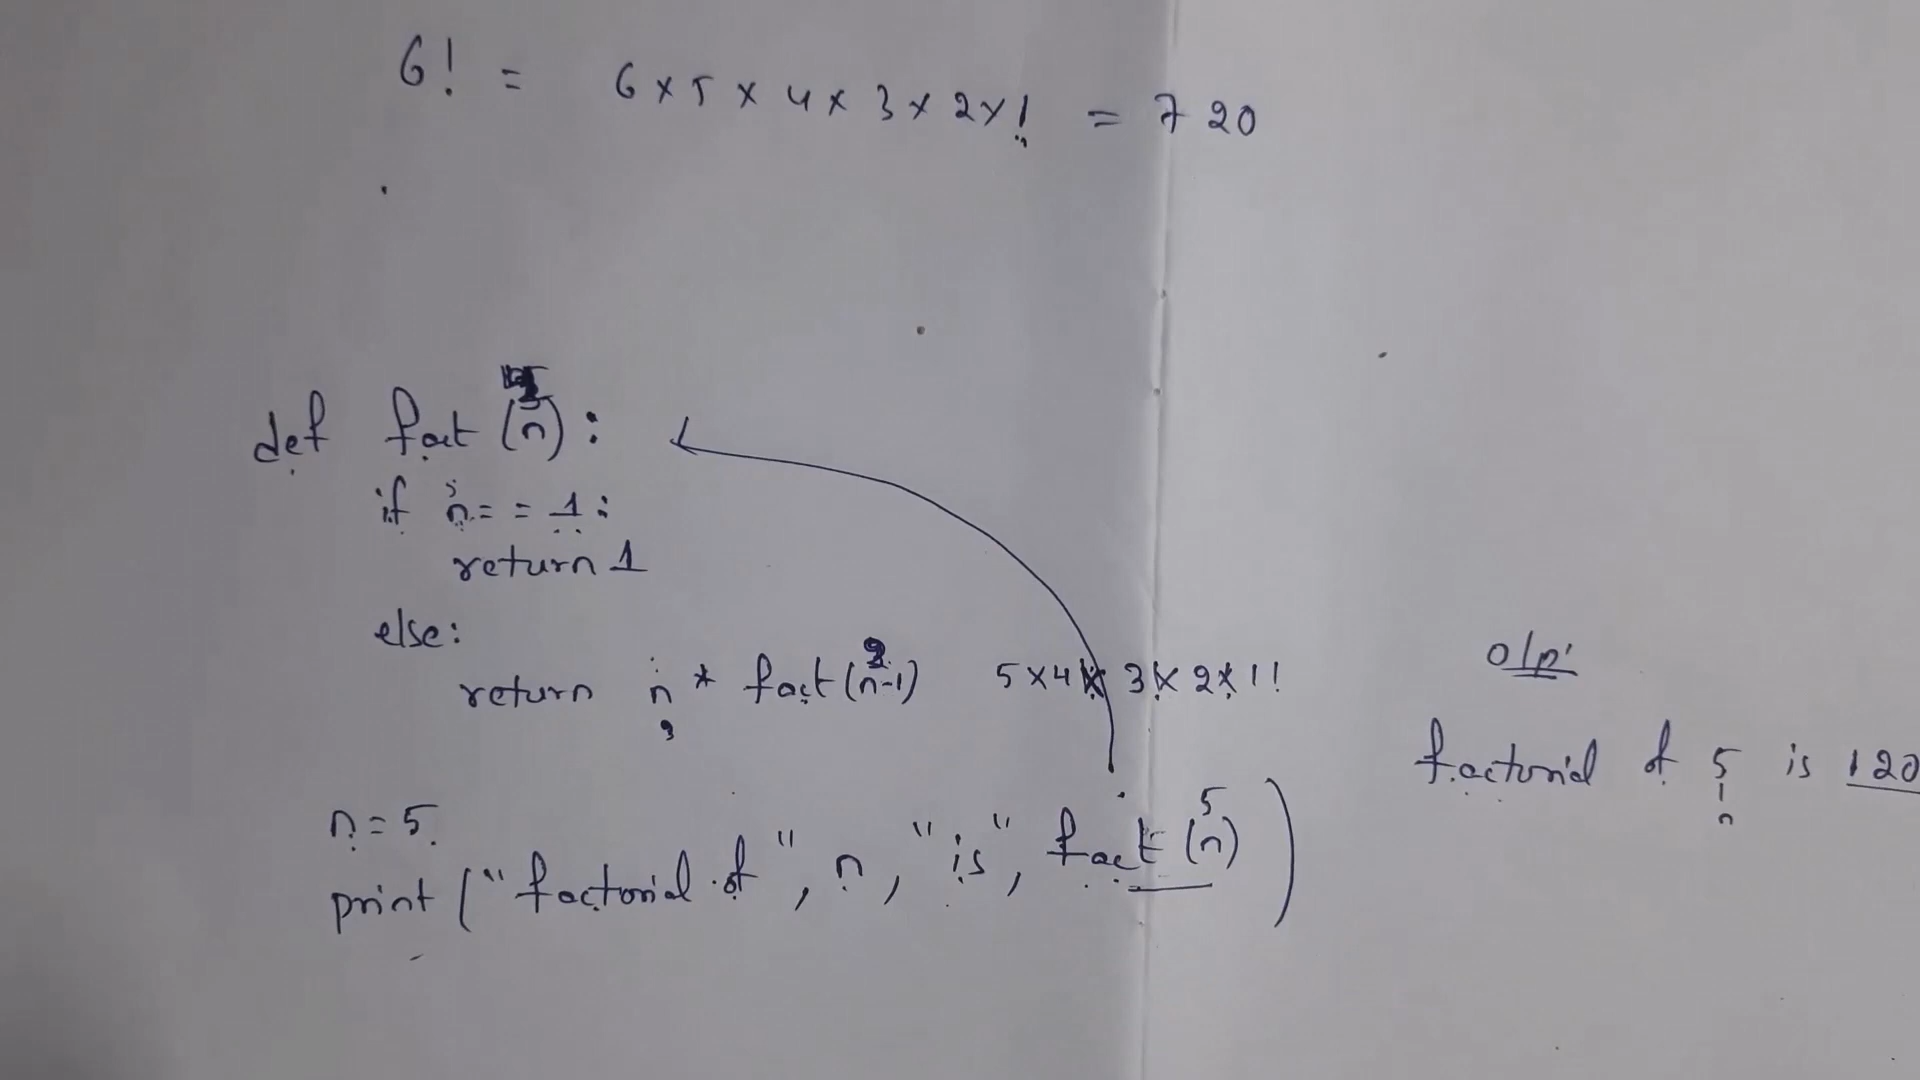 6! = 6 × 5 × 4 × 3 × 2 × 1 = 720
def fact (n):
if n == 1:
return 1
else:
return n * fact (n-1) 5 × 4 × 3 × 2 × 1!
n = 5
print ("factorial of", n, "is", fact (n))
o/p:
factorial of 5 is 120
n